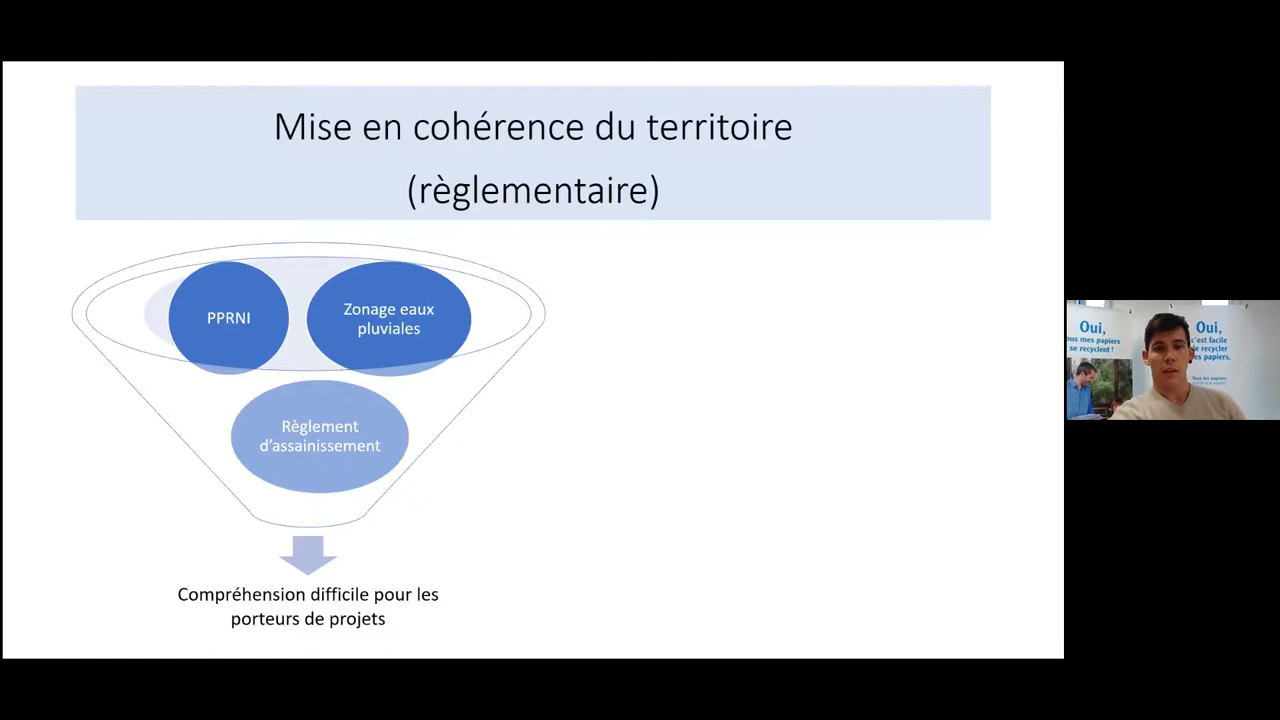 Mise en cohérence du territoire
(règlementaire)
PPRNI
Zonage eaux
pluviales
Règlement
d'assainissement
Compréhension difficile pour les
porteurs de projets
Oui,
mes papiers
se recyclent !
Oui,
c'est facile
de recycler
les papiers.